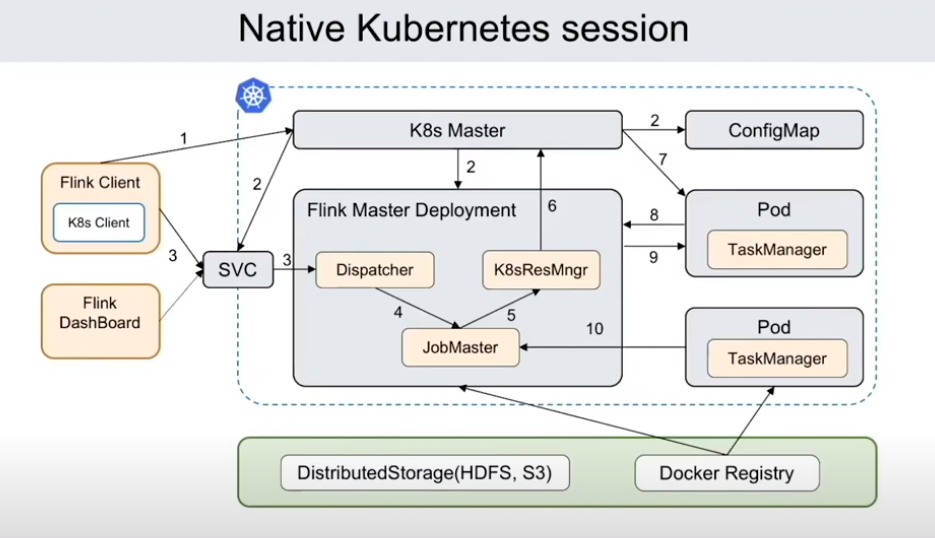 Native Kubernetes session
1
K8s Master
2
ConfigMap
7
2
2
Flink Client
K8s Client
Flink Master Deployment
6
Pod
TaskManager
8
9
3
SVC
3
Dispatcher
K8sResMngr
4
5
JobMaster
10
Flink
DashBoard
Pod
TaskManager
DistributedStorage(HDFS, S3)
Docker Registry